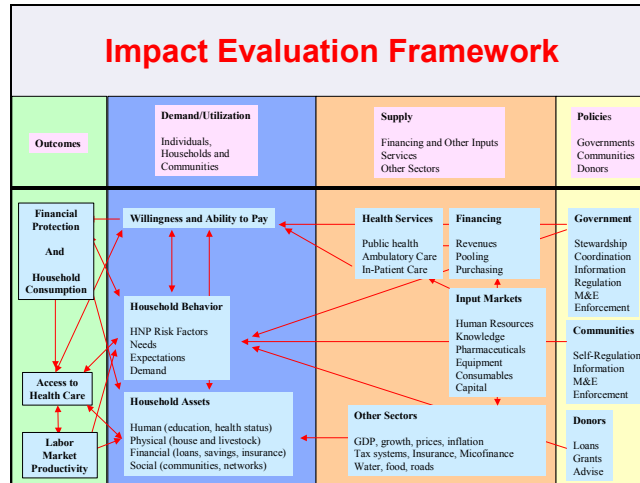 Impact Evaluation Framework
Outcomes
Demand/Utilization
Individuals,
Households and
Communities
Supply
Financing and Other Inputs
Services
Other Sectors
Policies
Governments
Communities
Donors
Financial
Protection
And
Household
Consumption
Access to
Health Care
Labor
Market
Productivity
Willingness and Ability to Pay
Household Behavior
HNP Risk Factors
Needs
Expectations
Demand
Household Assets
Human (education, health status)
Physical (house and livestock)
Financial (loans, savings, insurance)
Social (communities, networks)
Health Services
Public health
Ambulatory Care
In-Patient Care
Financing
Revenues
Pooling
Purchasing
Input Markets
Human Resources
Knowledge
Pharmaceuticals
Equipment
Consumables
Capital
Other Sectors
GDP, growth, prices, inflation
Tax systems, Insurance, Micofinance
Water, food, roads
Government
Stewardship
Coordination
Information
Regulation
M&E
Enforcement
Communities
Self-Regulation
Information
M&E
Enforcement
Donors
Loans
Grants
Advise